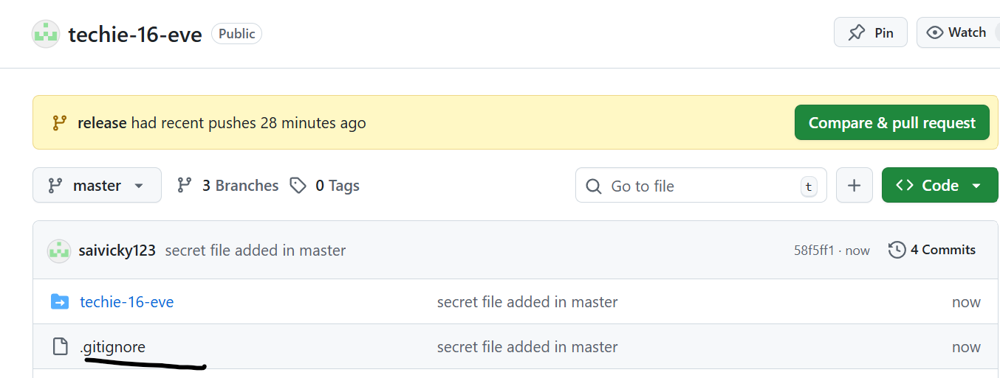 techie-16-eve Public Pin Watch
release had recent pushes 28 minutes ago Compare & pull request
master 3 Branches 0 Tags Go to file t + <> Code
saivicky123 secret file added in master 58f5ff1 · now 4 Commits
techie-16-eve secret file added in master now
.gitignore secret file added in master now